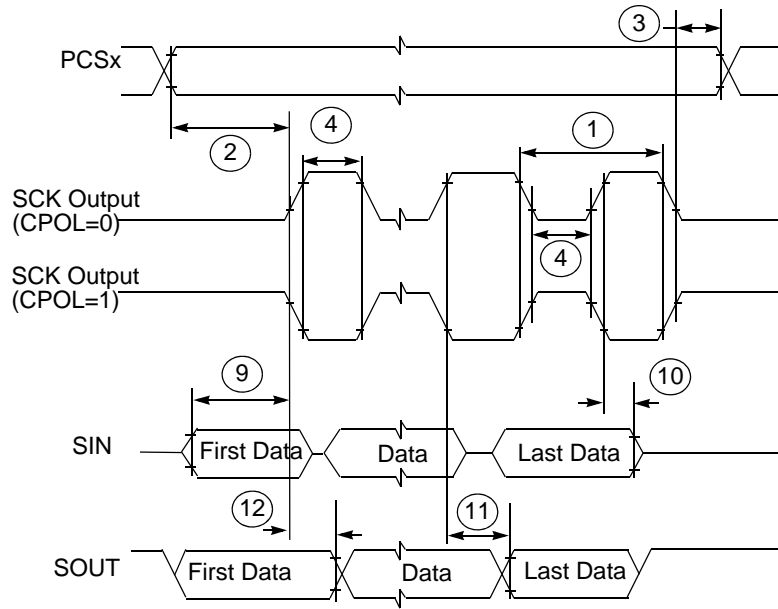 3
PCSx
2
4
1
SCK Output
(CPOL=0)
4
SCK Output
(CPOL=1)
9
10
SIN
First Data
Data
Last Data
12
11
SOUT
First Data
Data
Last Data